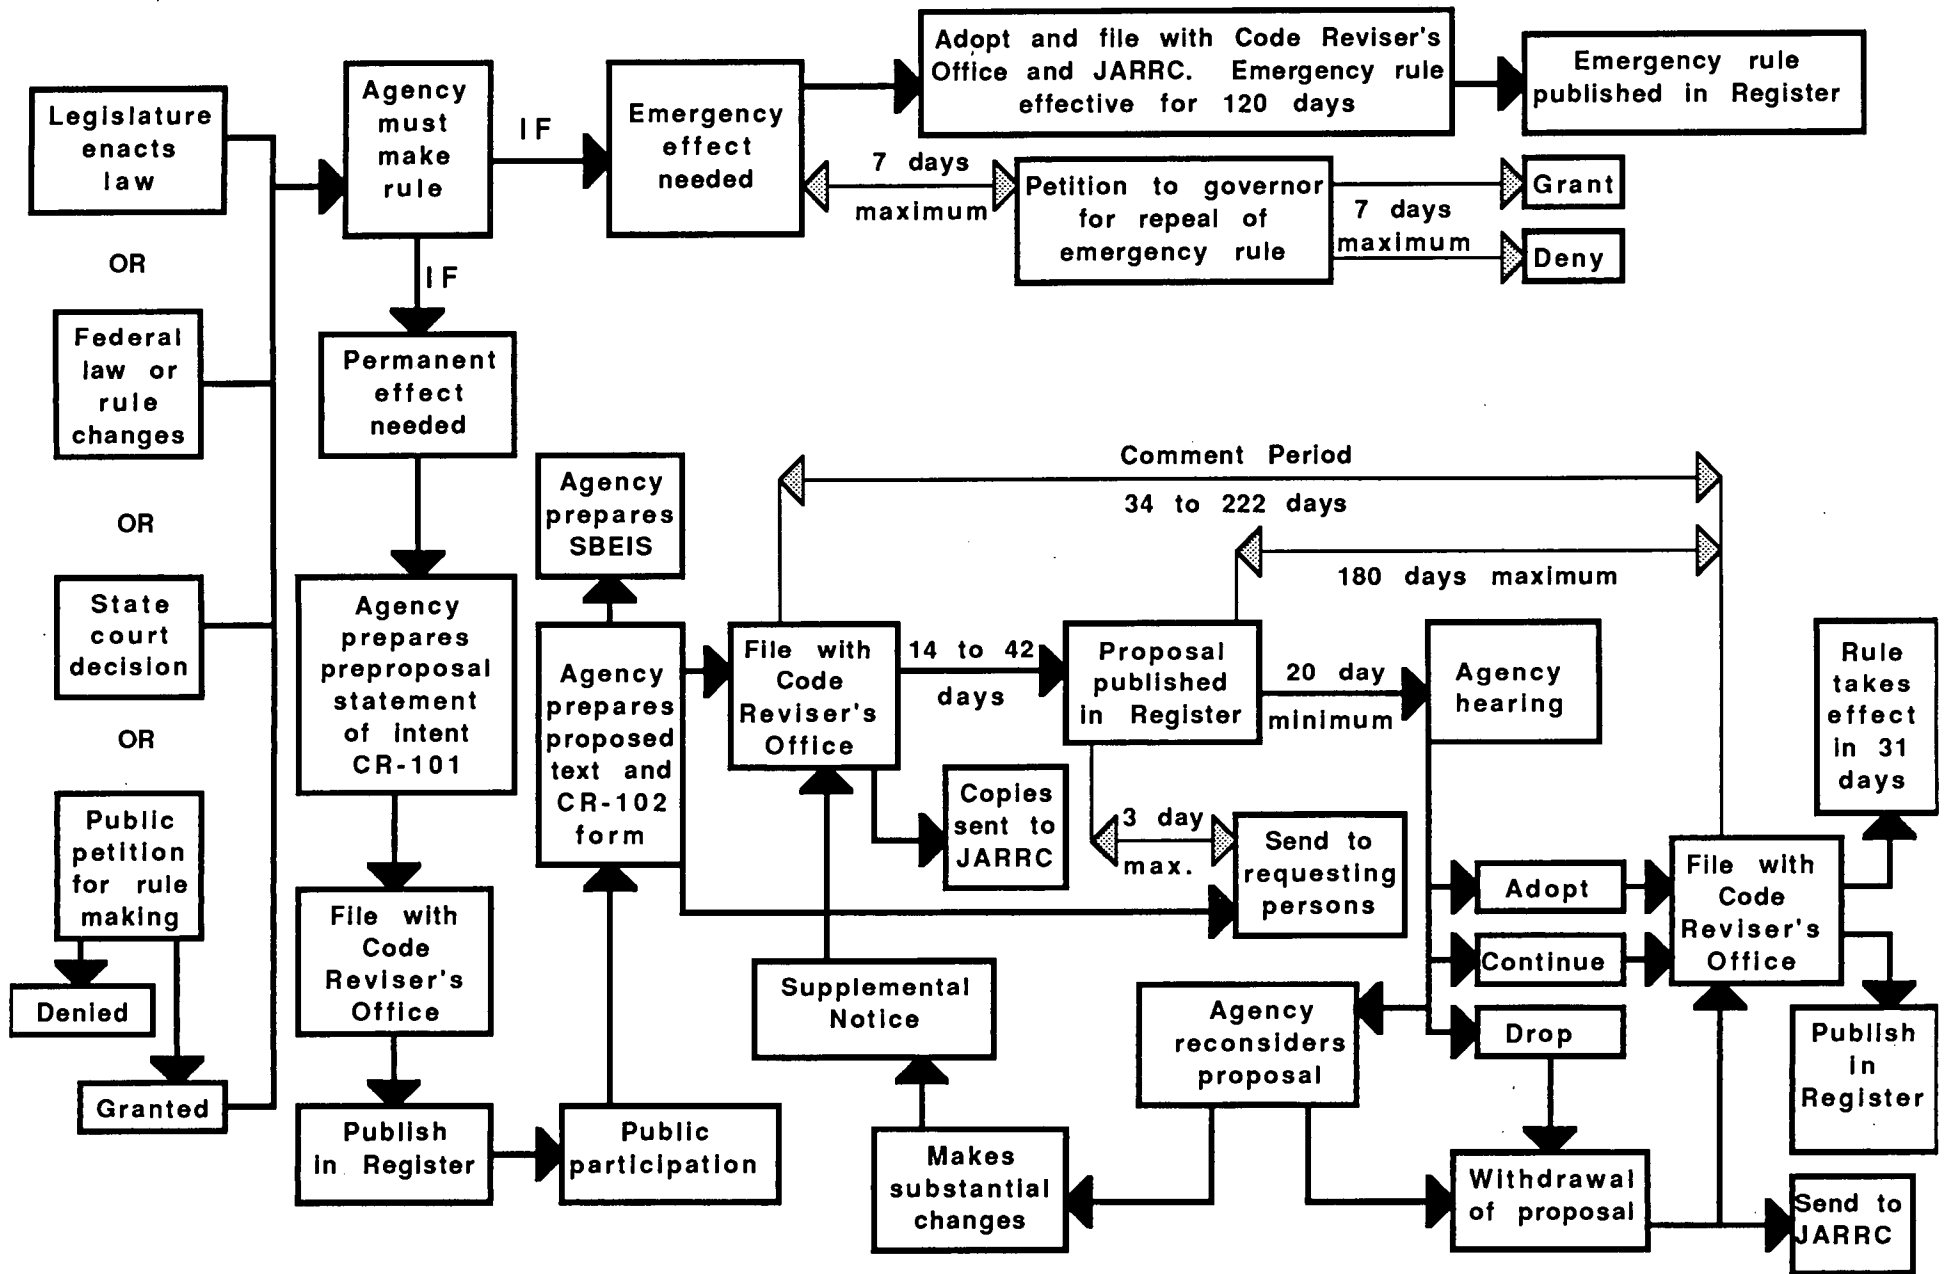 Legislature
enacts
law
OR
Federal
law or
rule
changes
OR
State
court
decision
OR
Public
petition
for rule
making
Denied
Granted
Agency
must
make
rule
IF
Emergency
effect
needed
Adopt and file with Code Reviser's
Office and JARRC. Emergency rule
effective for 120 days
Emergency rule
published in Register
7 days
maximum
Petition to governor
for repeal of
emergency rule
7 days
maximum
Grant
Deny
IF
Permanent
effect
needed
Agency
prepares
preproposal
statement
of intent
CR-101
File with
Code
Reviser's
Office
Publish
in Register
Public
participation
Agency
prepares
proposed
text and
CR-102
form
Agency
prepares
SBEIS
File with
Code
Reviser's
Office
14 to 42
days
Copies
sent to
JARRC
Proposal
published
in Register
Comment Period
34 to 222 days
180 days maximum
20 day
minimum
3 day
max.
Send to
requesting
persons
Agency
hearing
Adopt
Continue
Drop
Agency
reconsiders
proposal
Makes
substantial
changes
Supplemental
Notice
Withdrawal
of proposal
File with
Code
Reviser's
Office
Rule
takes
effect
in 31
days
Publish
in
Register
Send to
JARRC